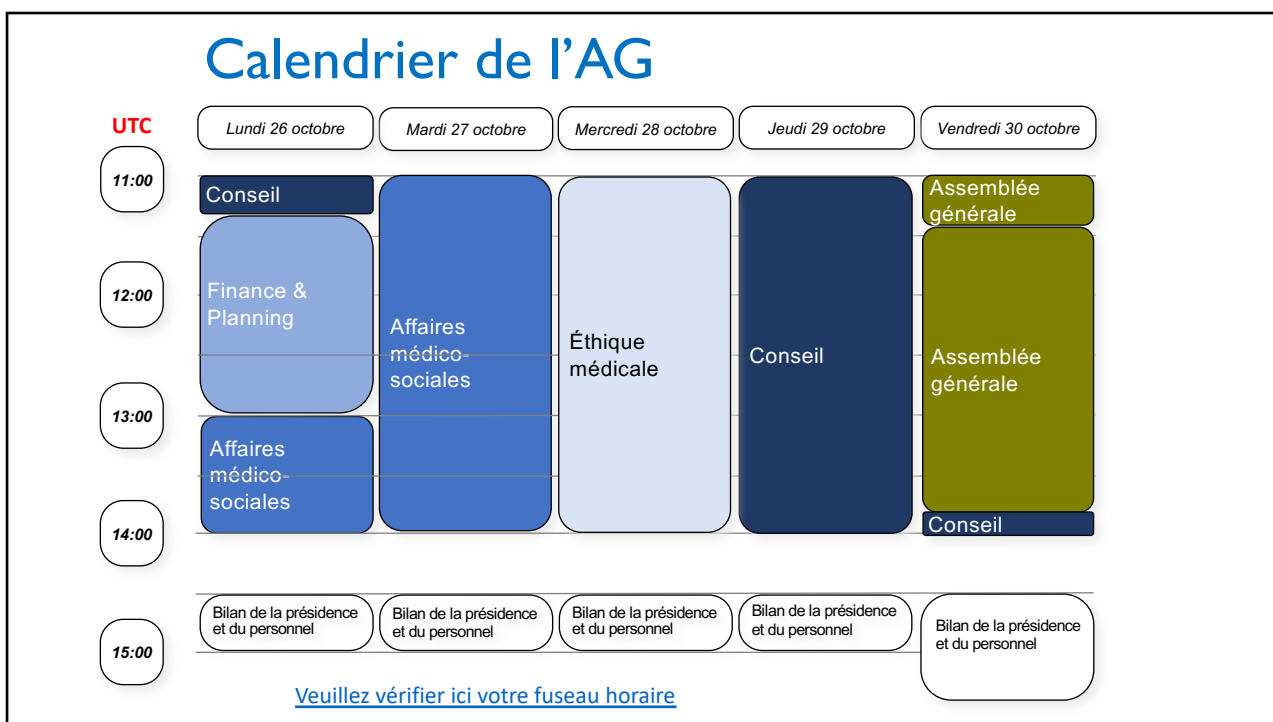 Calendrier de l’AG
UTC
Lundi 26 octobre
Mardi 27 octobre
Mercredi 28 octobre
Jeudi 29 octobre
Vendredi 30 octobre
11:00
12:00
13:00
14:00
15:00
Conseil
Finance &
Planning
Affaires
médico-
sociales
Affaires
médico-
sociales
Éthique
médicale
Conseil
Assemblée
générale
Assemblée
générale
Conseil
Bilan de la présidence
et du personnel
Bilan de la présidence
et du personnel
Bilan de la présidence
et du personnel
Bilan de la présidence
et du personnel
Bilan de la présidence
et du personnel
Veuillez vérifier ici votre fuseau horaire